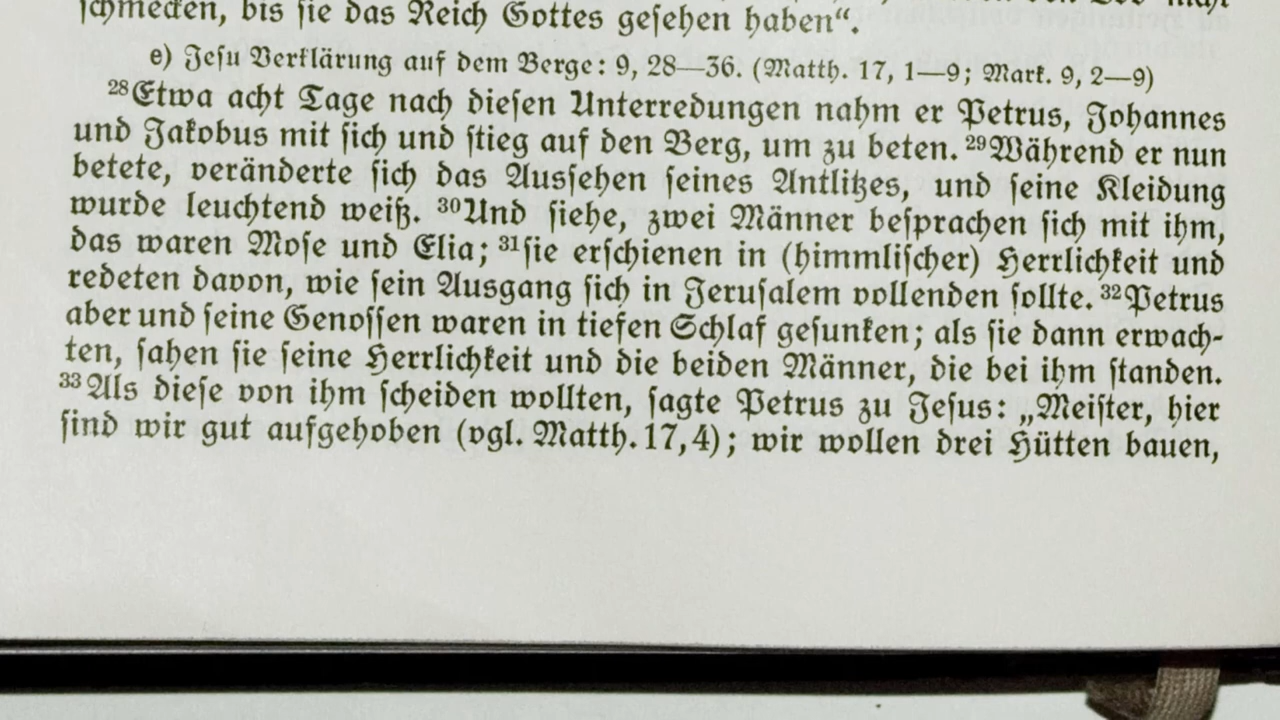 schmecken, bis sie das Reich Gottes gesehen haben“.
e) Jesu Verklärung auf dem Berge: 9, 28—36. (Matth. 17, 1—9; Mark. 9, 2—9)
²⁸Etwa acht Tage nach diesen Unterredungen nahm er Petrus, Johannes
und Jakobus mit sich und stieg auf den Berg, um zu beten. ²⁹Während er nun
betete, veränderte sich das Aussehen seines Antlitzes, und seine Kleidung
wurde leuchtend weiß. ³⁰Und siehe, zwei Männer besprachen sich mit ihm,
das waren Mose und Elia; ³¹sie erschienen in (himmlischer) Herrlichkeit und
redeten davon, wie sein Ausgang sich in Jerusalem vollenden sollte. ³²Petrus
aber und seine Genossen waren in tiefen Schlaf gesunken; als sie dann erwach-
ten, sahen sie seine Herrlichkeit und die beiden Männer, die bei ihm standen.
³³Als diese von ihm scheiden wollten, sagte Petrus zu Jesus: „Meister, hier
sind wir gut aufgehoben (vgl. Matth. 17,4); wir wollen drei Hütten bauen,